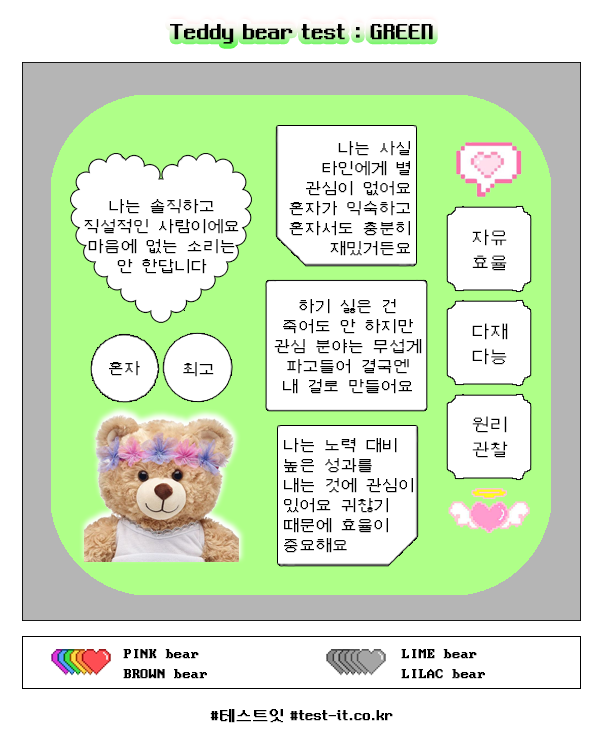 Teddy bear test : GREEN
나는 솔직하고
직설적인 사람이에요
마음에 없는 소리는
안 한답니다
혼자
최고
나는 사실
타인에게 별
관심이 없어요
혼자가 익숙하고
혼자서도 충분히
재밌거든요
하기 싫은 건
죽어도 안 하지만
관심 분야는 무섭게
파고들어 결국엔
내 걸로 만들어요
나는 노력 대비
높은 성과를
내는 것에 관심이
있어요 귀찮기
때문에 효율이
중요해요
자유
효율
다재
다능
원리
관찰
PINK bear
BROWN bear
LIME bear
LILAC bear
#테스트잇 #test-it.co.kr